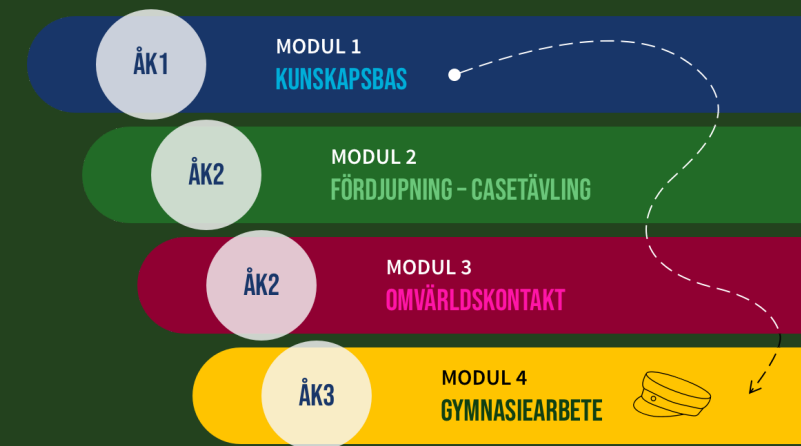 ÅK1
MODUL 1
KUNSKAPSBAS
ÅK2
MODUL 2
FÖRDJUPNING – CASETÄVLING
ÅK2
MODUL 3
OMVÄRLDSKONTAKT
ÅK3
MODUL 4
GYMNASIEARBETE